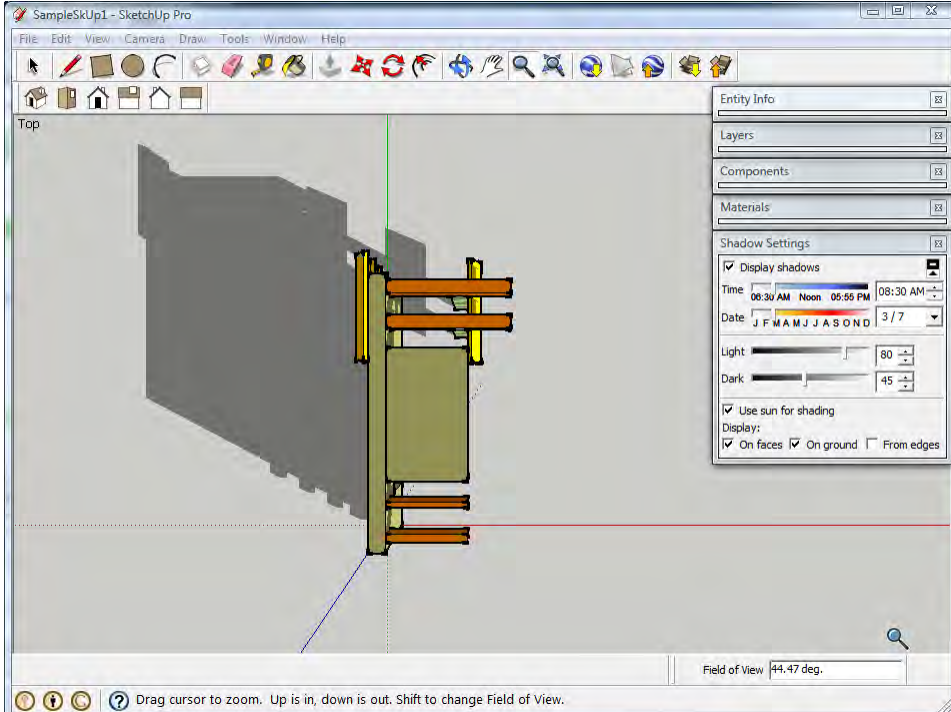 SampleSkUp1 - SketchUp Pro
File Edit View Camera Draw Tools Window Help
Top
Entity Info
Layers
Components
Materials
Shadow Settings
Display shadows
Time 06:30 AM Noon 05:55 PM 08:30 AM
Date J F M A M J J A S O N D 3 / 7
Light 80
Dark 45
Use sun for shading
Display:
On faces On ground From edges
Field of View 44.47 deg.
Drag cursor to zoom. Up is in, down is out. Shift to change Field of View.